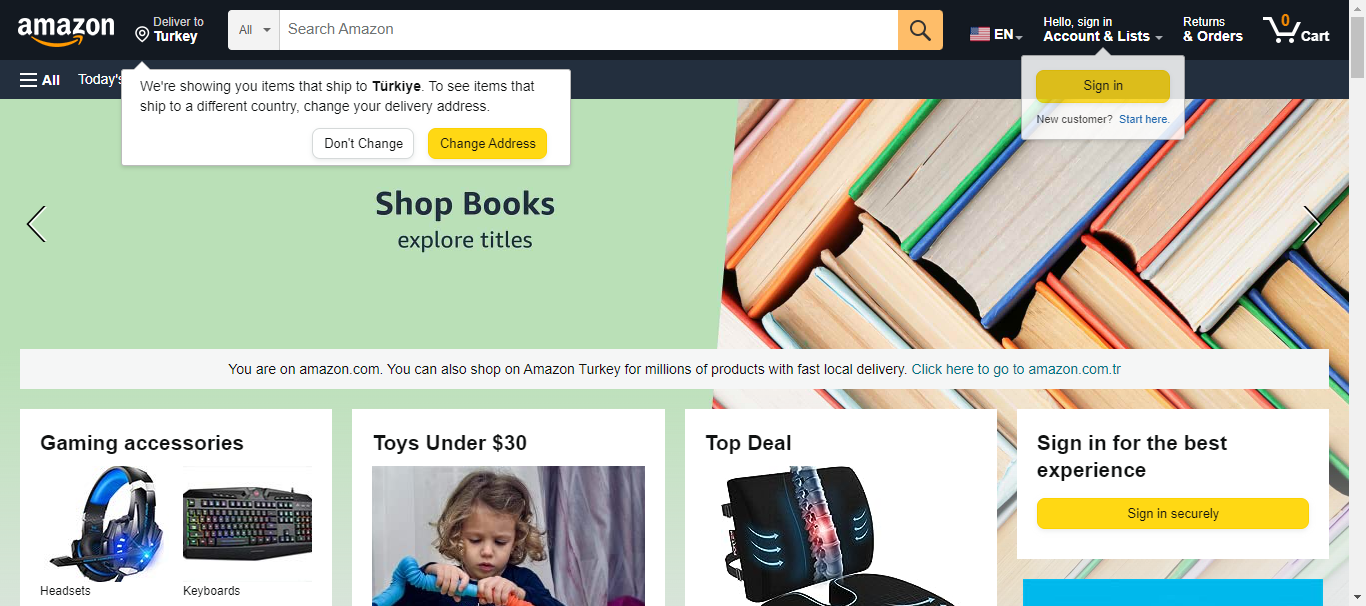 amazon
Deliver to
Turkey
All
Search Amazon
EN
Hello, sign in
Account & Lists
Returns
& Orders
0
Cart
All
Today's
We're showing you items that ship to Türkiye. To see items that
ship to a different country, change your delivery address.
Don't Change
Change Address
Sign in
New customer? Start here.
Shop Books
explore titles
You are on amazon.com. You can also shop on Amazon Turkey for millions of products with fast local delivery. Click here to go to amazon.com.tr
Gaming accessories
Headsets
Keyboards
Toys Under $30
Top Deal
Sign in for the best
experience
Sign in securely